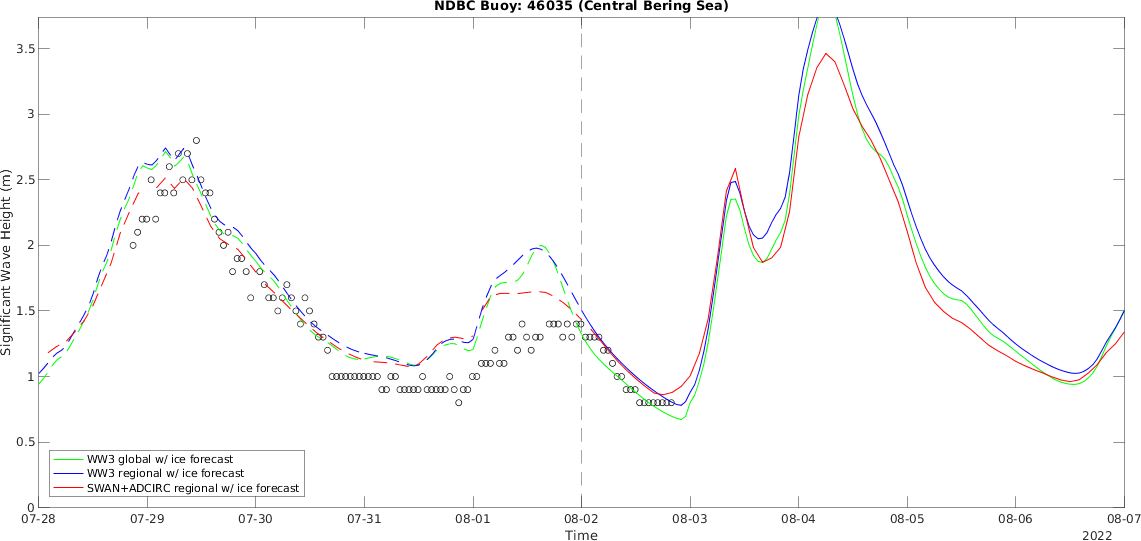 NDBC Buoy: 46035 (Central Bering Sea)
Significant Wave Height (m)
3.5
3
2.5
2
1.5
1
0.5
0
WW3 global w/ ice forecast
WW3 regional w/ ice forecast
SWAN+ADCIRC regional w/ ice forecast
07-28 07-29 07-30 07-31 08-01 08-02 08-03 08-04 08-05 08-06 08-07
Time
2022